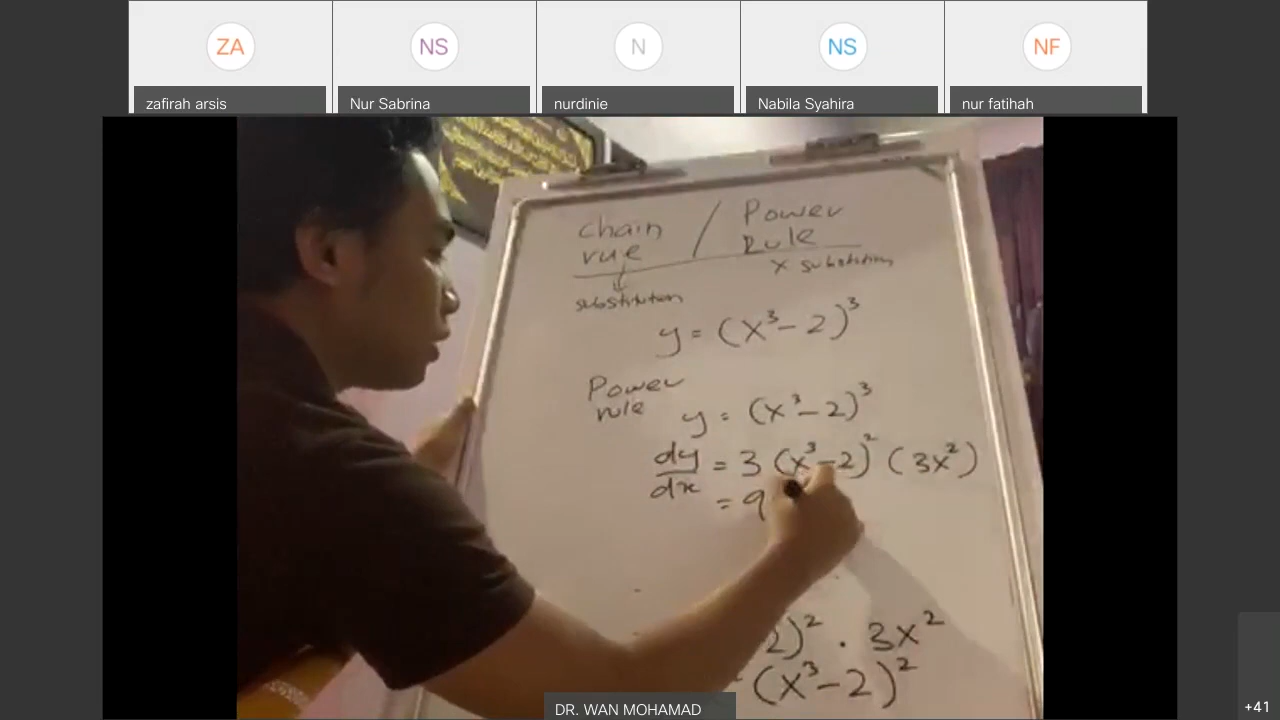 ZA
NS
N
NS
NF
zafirah arsis
Nur Sabrina
nurdinie
Nabila Syahira
nur fatihah
chain / Power
rue Rule
substitution
x substitution
y = (x³-2)³
Power
rule y = (x³-2)³
dy/dx = 3 (x³-2)² (3x²)
= 9
2)² . 3x²
(x³-2)²
DR. WAN MOHAMAD
+41